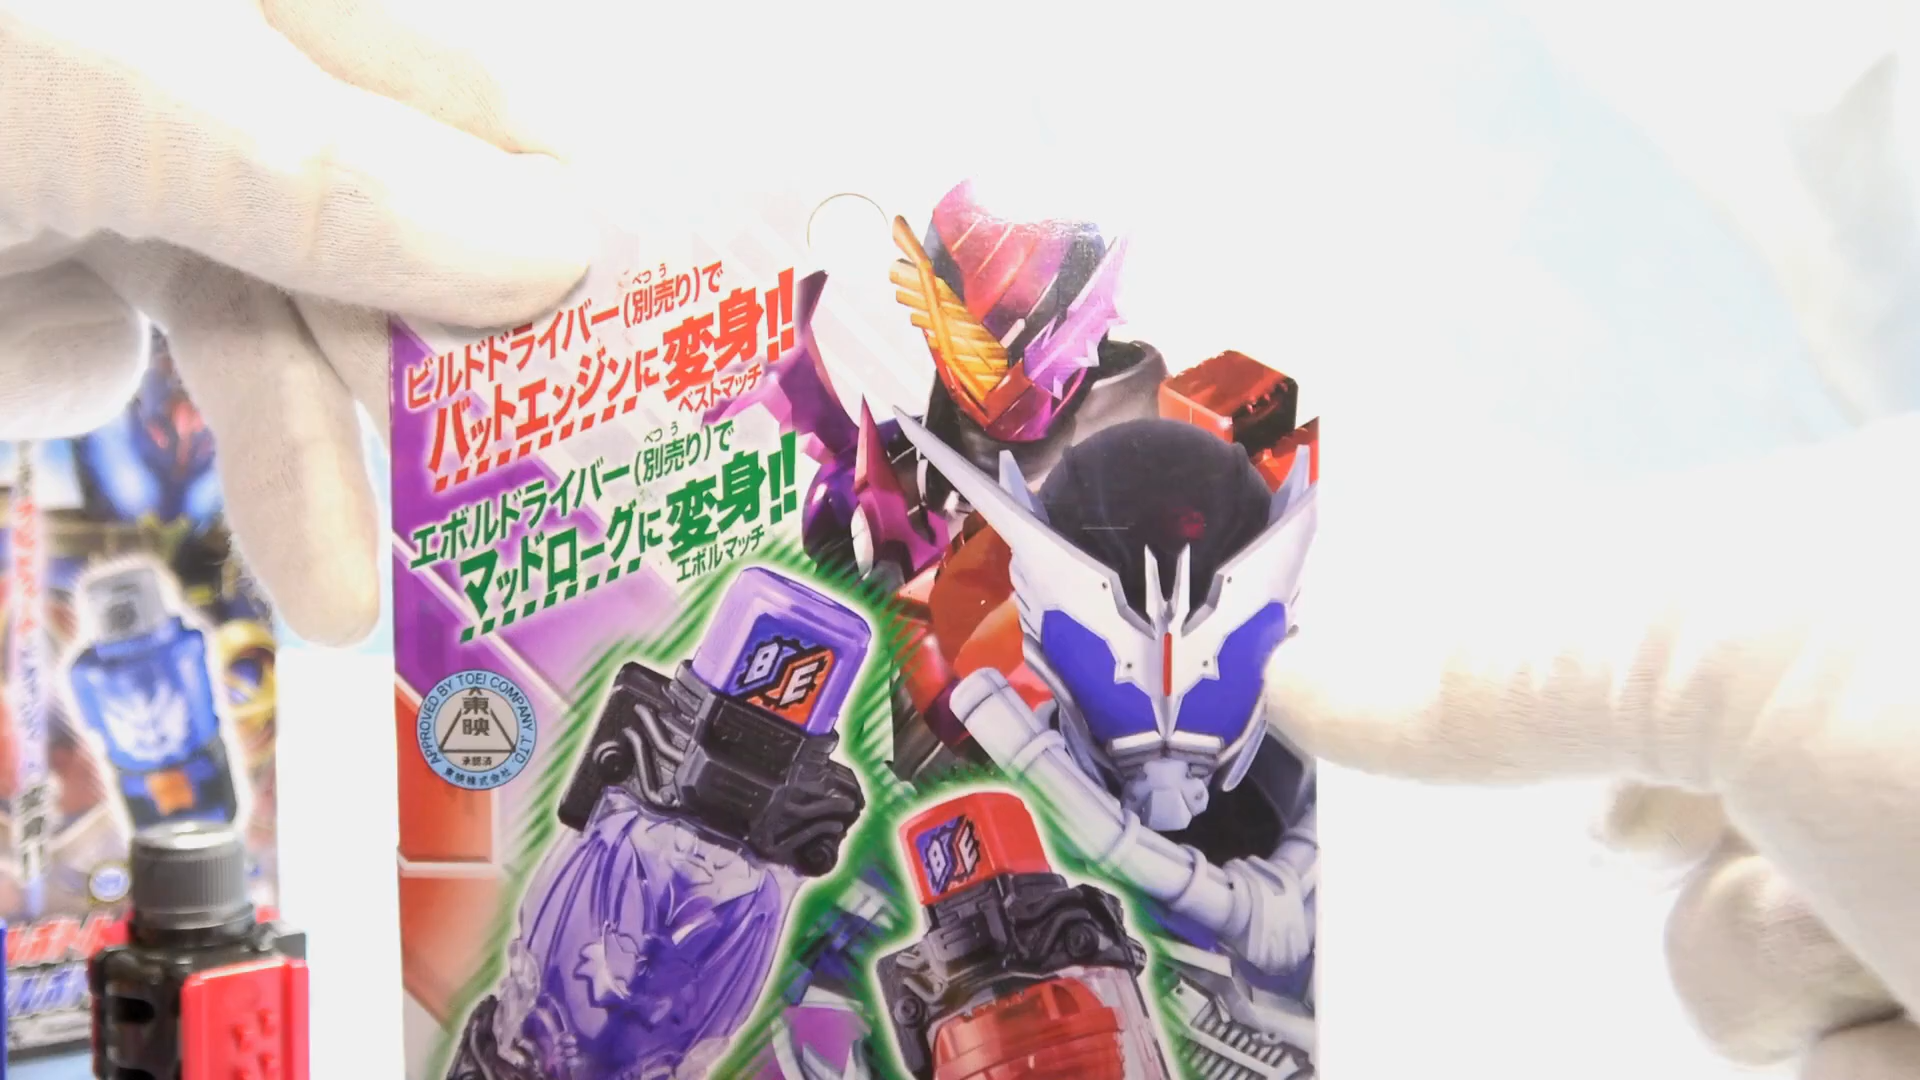 ビルドドライバー(別売り)で
べつ う
バットエンジンに変身!!
ベストマッチ
エボルドライバー(別売り)で
べつ う
マッドローグに変身!!
エボルマッチ
B E
APPROVED BY TOEI COMPANY, LTD.
東映
承認済
東映株式会社
B E